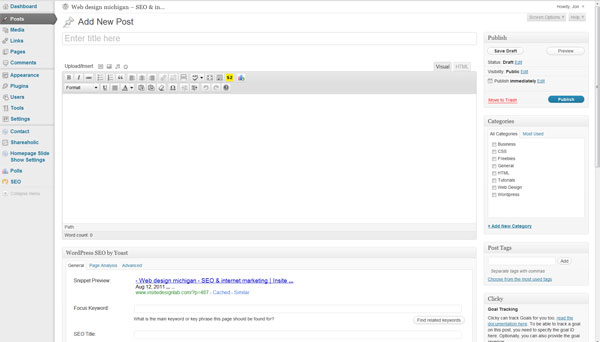 Dashboard
Posts
Media
Links
Pages
Comments
Appearance
Plugins
Users
Tools
Settings
Contact
Shareaholic
Homepage Slide
Show Settings
Polls
SEO
Collapse menu
Web design michigan – SEO & in...
Howdy, Joe
Add New Post
Screen Options
Help
Enter title here
Upload/Insert
Visual
HTML
Format
Path:
Word count: 0
WordPress SEO by Yoast
General
Page Analysis
Advanced
Snippet Preview:
- Web design michigan - SEO & internet marketing | Insite ...
Aug 12, 2011 ... ...
Cached - Similar
Focus Keyword:
What is the main keyword or key phrase this page should be found for?
Find related keywords
SEO Title:
Publish
Save Draft
Preview
Status: Draft Edit
Visibility: Public Edit
Publish immediately Edit
Move to Trash
Publish
Categories
All Categories
Most Used
Business
CSS
Freebies
General
HTML
Tutorials
Web Design
Wordpress
+ Add New Category
Post Tags
Add
Separate tags with commas
Choose from the most used tags
Clicky
Goal Tracking
Clicky can track Goals for you too, read the
documentation here. To be able to track a goal
on this post, you need to specify the goal ID
here. Optionally, you can also provide the goal